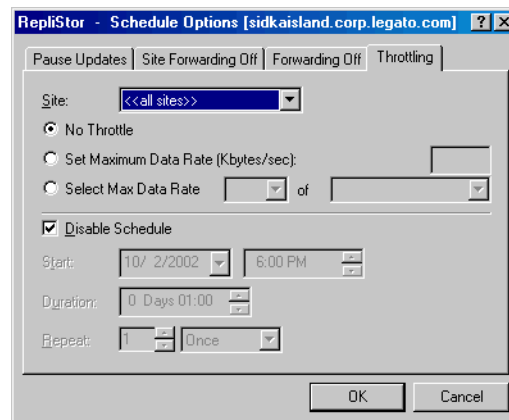 RepliStor - Schedule Options [sidkaisland.corp.legato.com]
Pause Updates Site Forwarding Off Forwarding Off Throttling
Site: <<all sites>>
No Throttle
Set Maximum Data Rate (Kbytes/sec):
Select Max Data Rate of
Disable Schedule
Start: 10/ 2/2002 6:00 PM
Duration: 0 Days 01:00
Repeat: 1 Once
OK Cancel